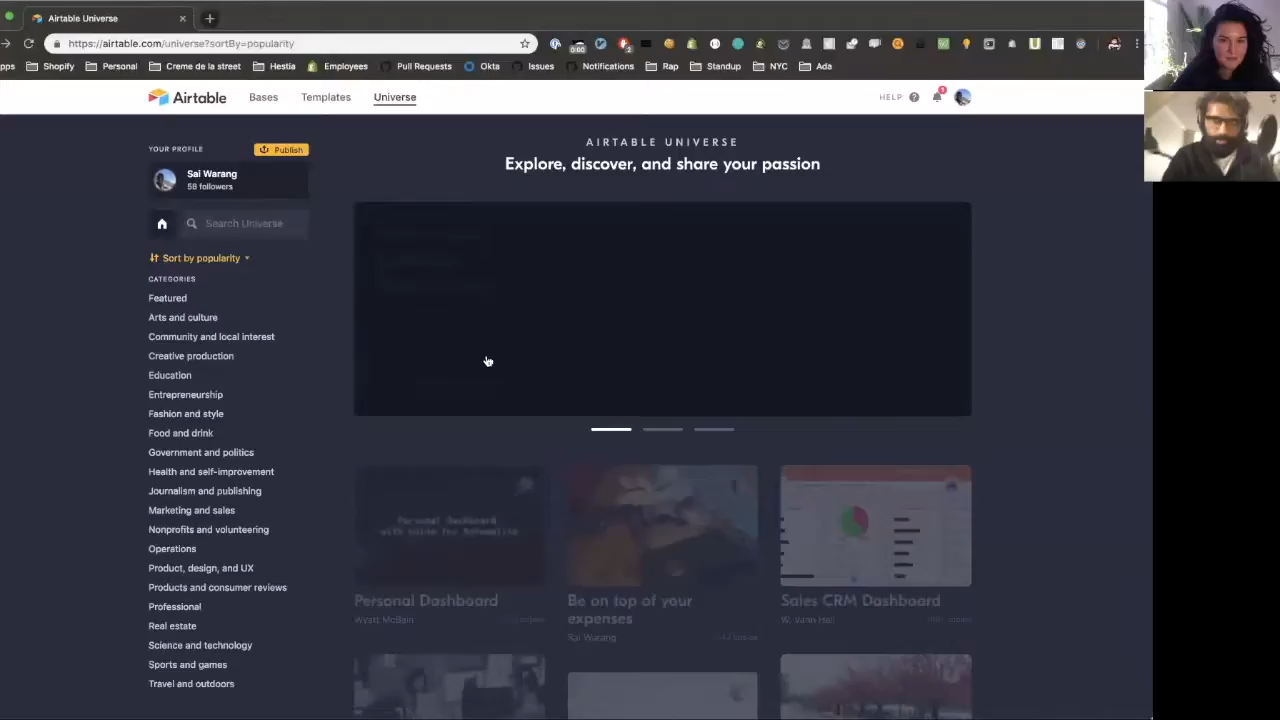 Airtable Universe
https://airtable.com/universe?sortBy=popularity
0:00
pps
Shopify
Personal
Creme de la street
Hestia
Employees
Pull Requests
Okta
Issues
Notifications
Rap
Standup
NYC
Ada
Airtable
Bases
Templates
Universe
HELP
YOUR PROFILE
Publish
Sai Warang
58 followers
Search Universe
Sort by popularity
CATEGORIES
Featured
Arts and culture
Community and local interest
Creative production
Education
Entrepreneurship
Fashion and style
Food and drink
Government and politics
Health and self-improvement
Journalism and publishing
Marketing and sales
Nonprofits and volunteering
Operations
Product, design, and UX
Products and consumer reviews
Professional
Real estate
Science and technology
Sports and games
Travel and outdoors
AIRTABLE UNIVERSE
Explore, discover, and share your passion
Personal Dashboard
Personal Dashboard
Wyatt McBain
Be on top of your
expenses
Sai Warang
Sales CRM Dashboard